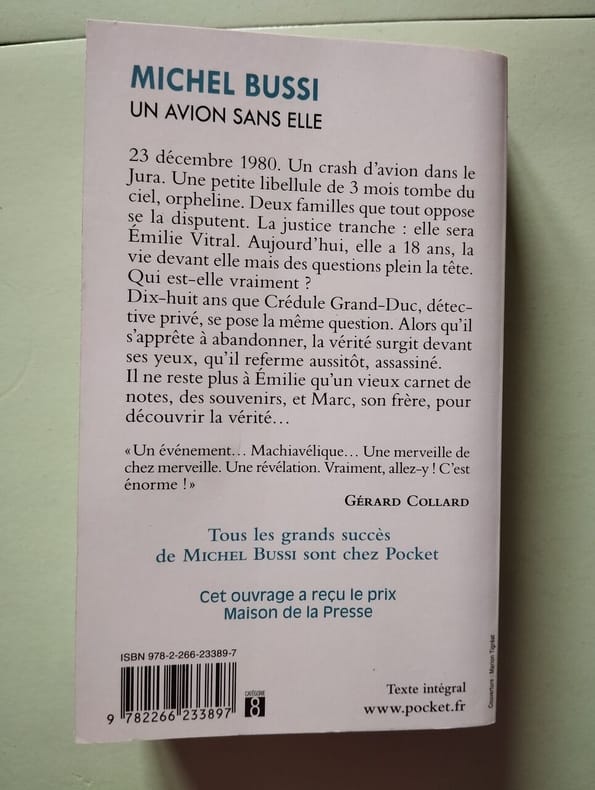 MICHEL BUSSI
UN AVION SANS ELLE
23 décembre 1980. Un crash d'avion dans le
Jura. Une petite libellule de 3 mois tombe du
ciel, orpheline. Deux familles que tout oppose
se la disputent. La justice tranche : elle sera
Émilie Vitral. Aujourd'hui, elle a 18 ans, la
vie devant elle mais des questions plein la tête.
Qui est-elle vraiment ?
Dix-huit ans que Crédule Grand-Duc, détec-
tive privé, se pose la même question. Alors qu'il
s'apprête à abandonner, la vérité surgit devant
ses yeux, qu'il referme aussitôt, assassiné.
Il ne reste plus à Émilie qu'un vieux carnet de
notes, des souvenirs, et Marc, son frère, pour
découvrir la vérité...
« Un événement... Machiavélique... Une merveille de
chez merveille. Une révélation. Vraiment, allez-y ! C'est
énorme ! »
GÉRARD COLLARD
Tous les grands succès
de MICHEL BUSSI sont chez Pocket
Cet ouvrage a reçu le prix
Maison de la Presse
ISBN 978-2-266-23389-7
9 782266 233897
CATÉGORIE
8
Texte intégral
www.pocket.fr
Couverture : Marion Tigréat